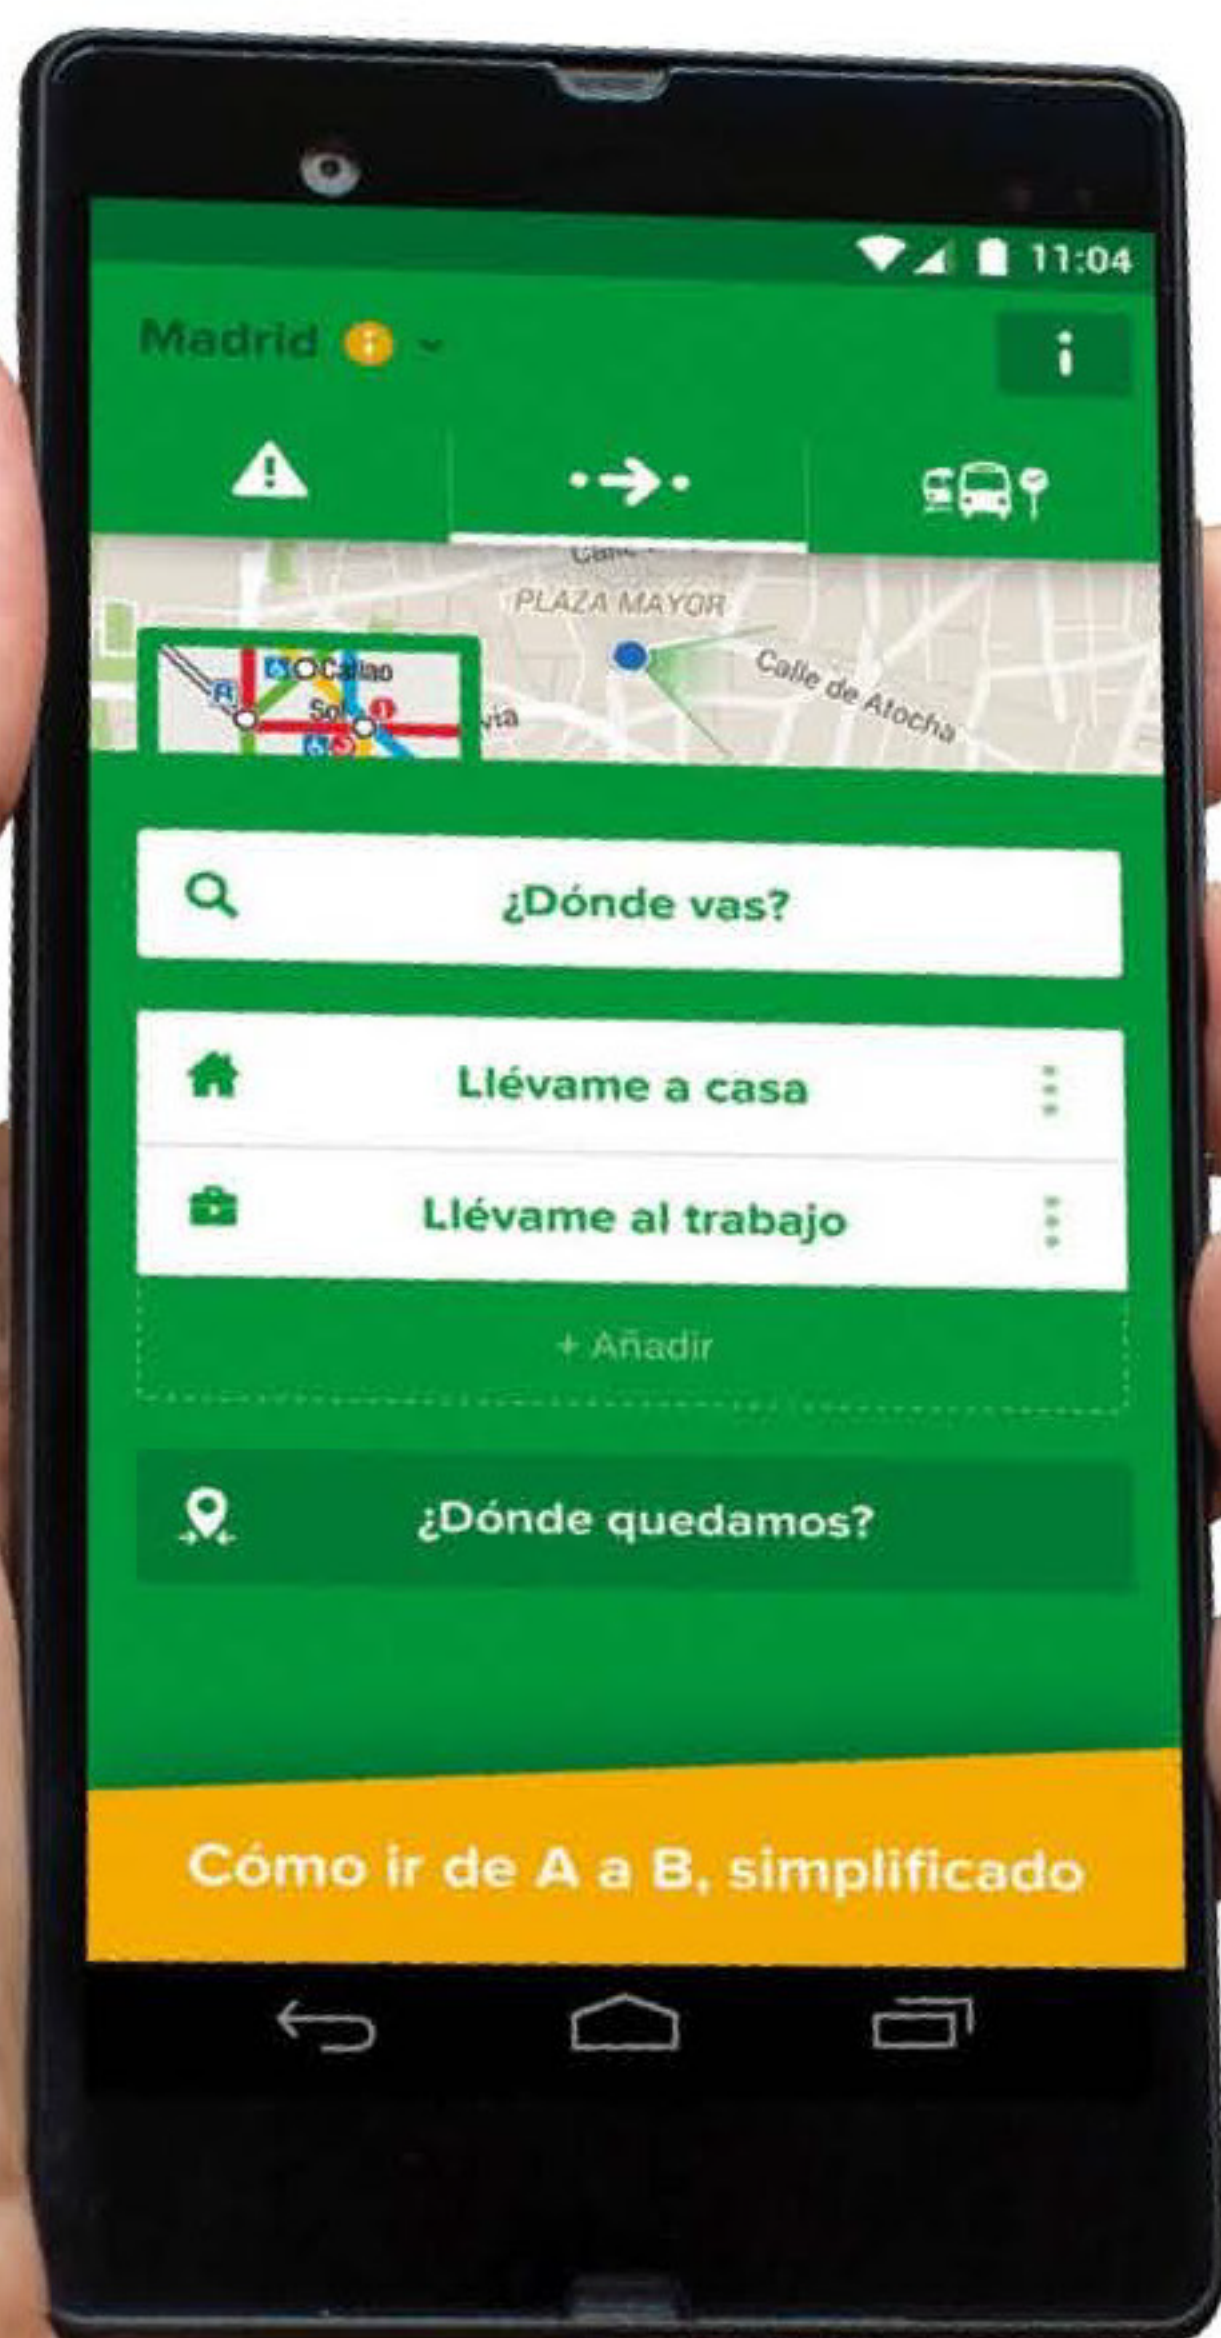 11:04
Madrid
PLAZA MAYOR
Calle de Atocha
Callao
Sol
vía
¿Dónde vas?
Llévame a casa
Llévame al trabajo
+ Añadir
¿Dónde quedamos?
Cómo ir de A a B, simplificado